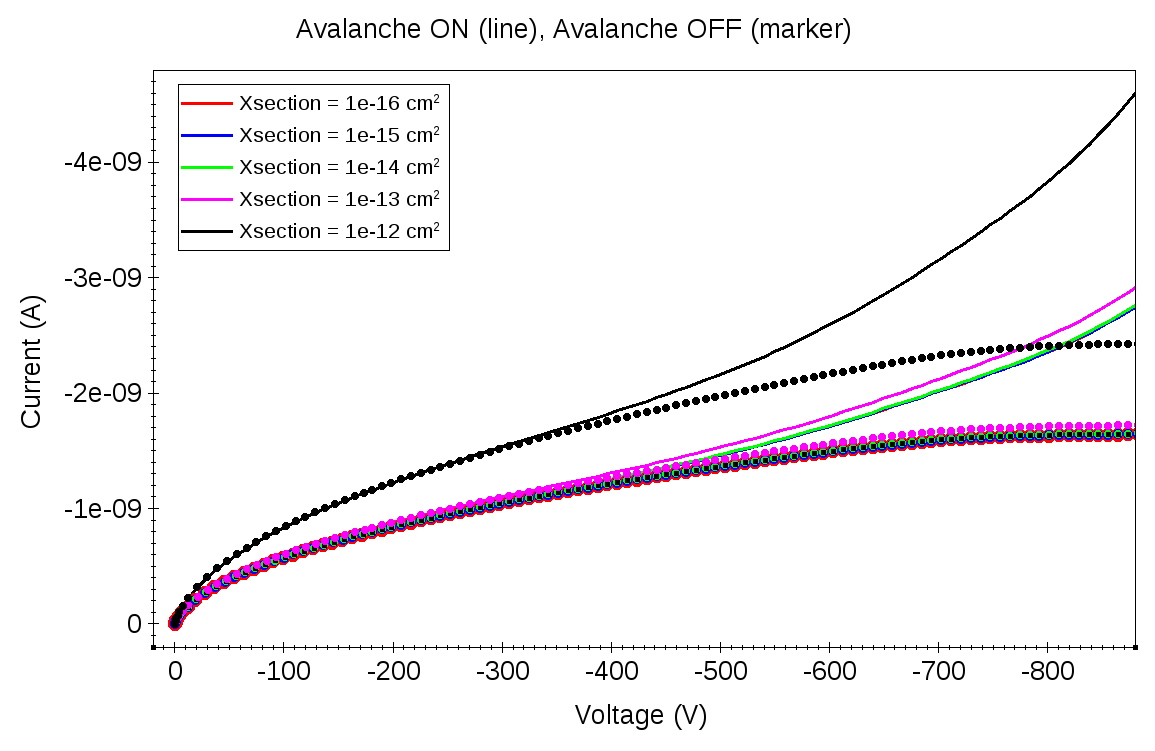 Avalanche ON (line), Avalanche OFF (marker)
Xsection = 1e-16 cm²
Xsection = 1e-15 cm²
Xsection = 1e-14 cm²
Xsection = 1e-13 cm²
Xsection = 1e-12 cm²
-4e-09
-3e-09
-2e-09
-1e-09
0
Current (A)
0 -100 -200 -300 -400 -500 -600 -700 -800
Voltage (V)